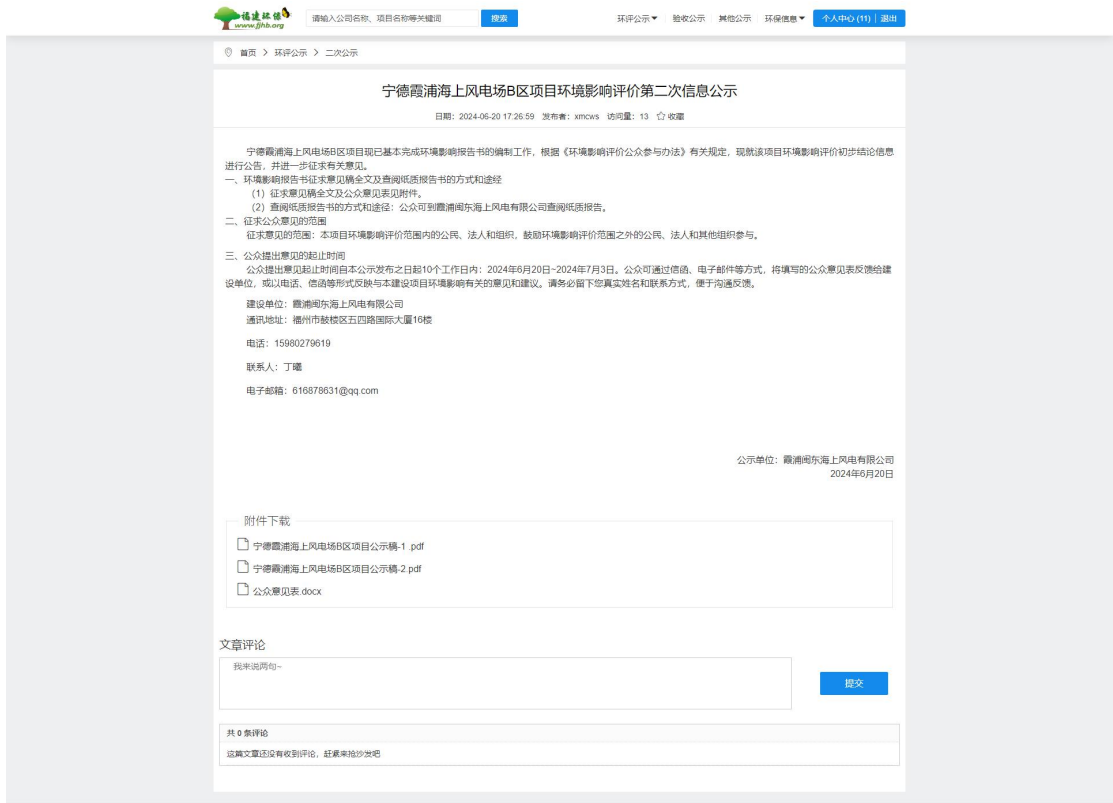 福建环保
www.fjhb.org
请输入公司名称、项目名称等关键词
搜索
环评公示
验收公示
其他公示
环保信息
个人中心 (11)
退出
首页 > 环评公示 > 二次公示
宁德霞浦海上风电场B区项目环境影响评价第二次信息公示
日期：2024-06-20 17:26:59 发布者：xmcws 访问量：13 收藏
宁德霞浦海上风电场B区项目现已基本完成环境影响报告书的编制工作，根据《环境影响评价公众参与办法》有关规定，现就该项目环境影响评价初步结论信息
进行公告，并进一步征求有关意见。
一、环境影响报告书征求意见稿全文及查阅纸质报告书的方式和途径
（1）征求意见稿全文及公众意见表见附件。
（2）查阅纸质报告书的方式和途径：公众可到霞浦闽东海上风电有限公司查阅纸质报告。
二、征求公众意见的范围
征求意见的范围：本项目环境影响评价范围内的公民、法人和组织，鼓励环境影响评价范围之外的公民、法人和其他组织参与。
三、公众提出意见的起止时间
公众提出意见起止时间自本公示发布之日起10个工作日内：2024年6月20日~2024年7月3日。公众可通过信函、电子邮件等方式，将填写的公众意见表反馈给建
设单位，或以电话、信函等形式反映与本建设项目环境影响有关的意见和建议。请务必留下您真实姓名和联系方式，便于沟通反馈。
建设单位：霞浦闽东海上风电有限公司
通讯地址：福州市鼓楼区五四路国际大厦16楼
电话：15980279619
联系人：丁曦
电子邮箱：616878631@qq.com
公示单位：霞浦闽东海上风电有限公司
2024年6月20日
附件下载
宁德霞浦海上风电场B区项目公示稿-1 .pdf
宁德霞浦海上风电场B区项目公示稿-2.pdf
公众意见表.docx
文章评论
我来说两句~
提交
共 0 条评论
这篇文章还没有收到评论，赶紧来抢沙发吧